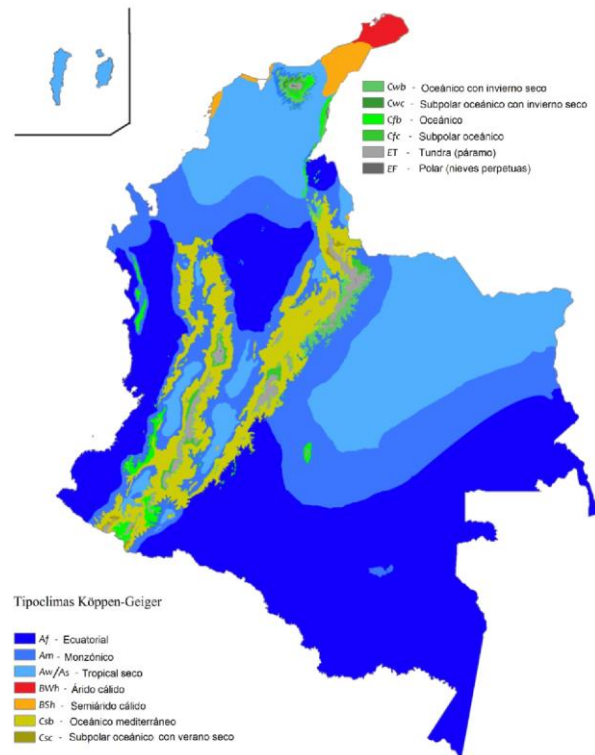 Cwb - Oceánico con invierno seco
Cwc - Subpolar oceánico con invierno seco
Cfb - Oceánico
Cfc - Subpolar oceánico
ET - Tundra (páramo)
EF - Polar (nieves perpetuas)
Tipoclimas Köppen-Geiger
Af - Ecuatorial
Am - Monzónico
Aw/As - Tropical seco
BWh - Árido cálido
BSh - Semiárido cálido
Csb - Oceánico mediterráneo
Csc - Subpolar oceánico con verano seco